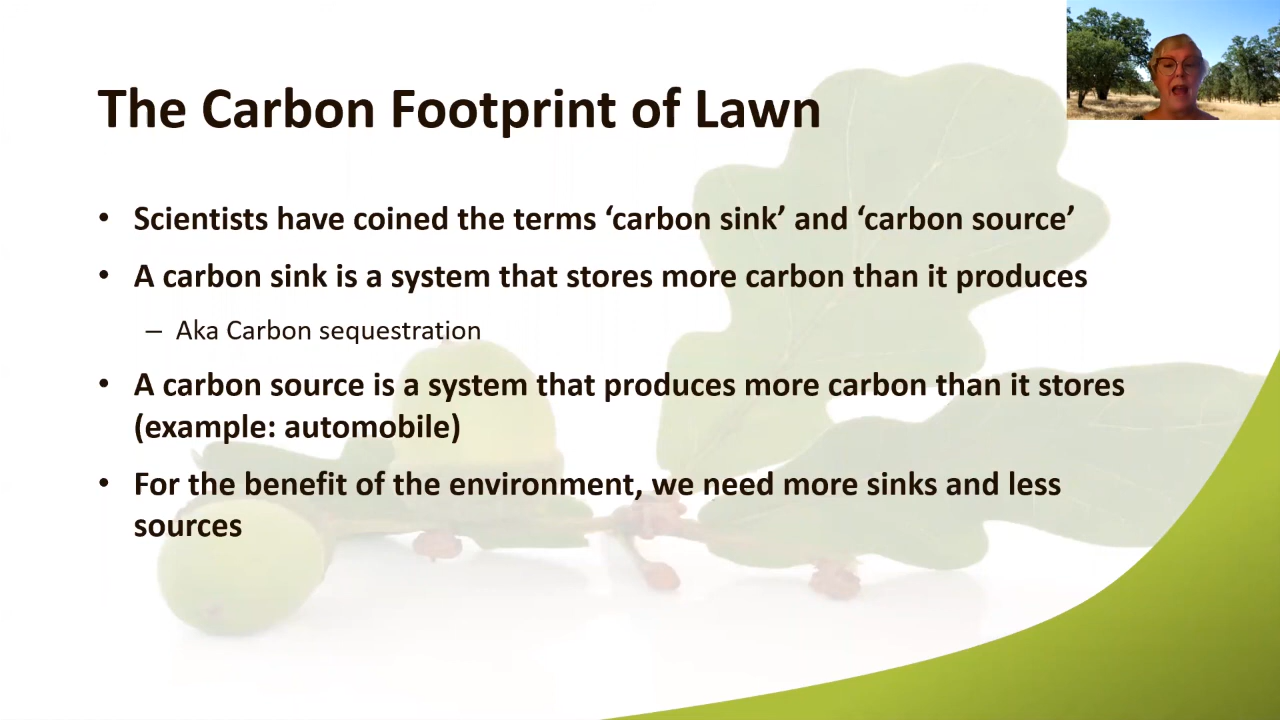 The Carbon Footprint of Lawn
• Scientists have coined the terms ‘carbon sink’ and ‘carbon source’
• A carbon sink is a system that stores more carbon than it produces
– Aka Carbon sequestration
• A carbon source is a system that produces more carbon than it stores
(example: automobile)
• For the benefit of the environment, we need more sinks and less
sources